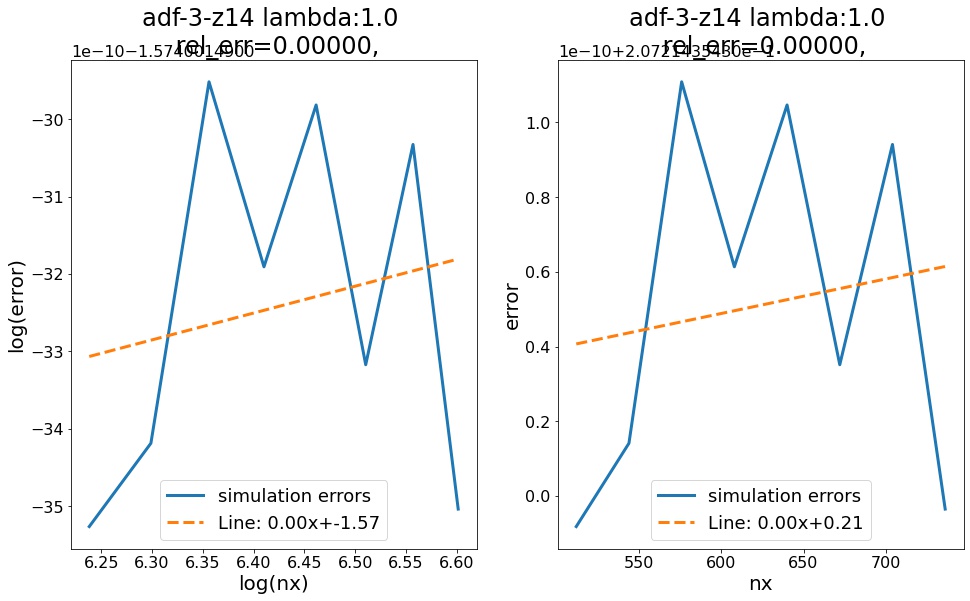 adf-3-z14 lambda:1.0
rel_err=0.00000,
1e−10−1.5740014900
−30
−31
−32
−33
−34
−35
log(error)
6.25 6.30 6.35 6.40 6.45 6.50 6.55 6.60
log(nx)
simulation errors
Line: 0.00x+-1.57
adf-3-z14 lambda:1.0
rel_err=0.00000,
1e−10+2.0721435430e−1
1.0
0.8
0.6
0.4
0.2
0.0
error
550 600 650 700
nx
simulation errors
Line: 0.00x+0.21